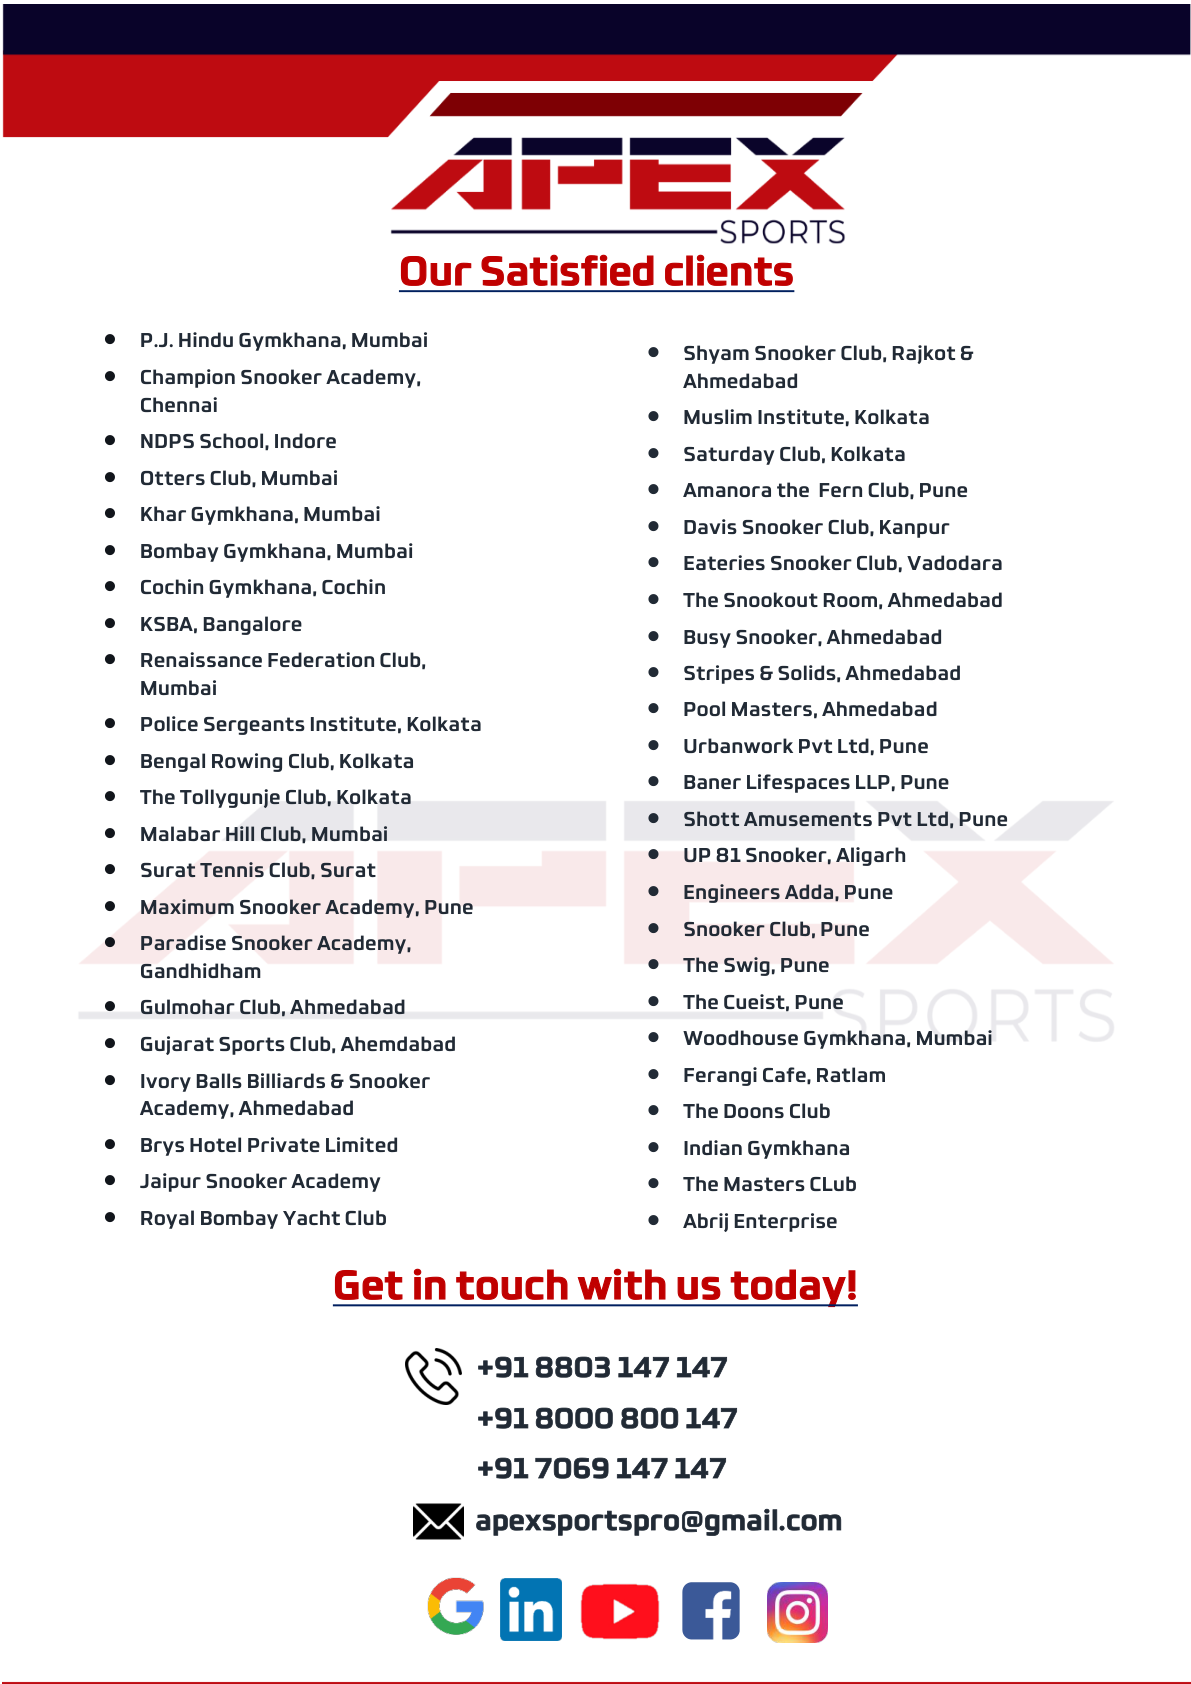 APEX
SPORTS
Our Satisfied clients
P.J. Hindu Gymkhana, Mumbai
Champion Snooker Academy,
Chennai
NDPS School, Indore
Otters Club, Mumbai
Khar Gymkhana, Mumbai
Bombay Gymkhana, Mumbai
Cochin Gymkhana, Cochin
KSBA, Bangalore
Renaissance Federation Club,
Mumbai
Police Sergeants Institute, Kolkata
Bengal Rowing Club, Kolkata
The Tollygunje Club, Kolkata
Malabar Hill Club, Mumbai
Surat Tennis Club, Surat
Maximum Snooker Academy, Pune
Paradise Snooker Academy,
Gandhidham
Gulmohar Club, Ahmedabad
Gujarat Sports Club, Ahemdabad
Ivory Balls Billiards & Snooker
Academy, Ahmedabad
Brys Hotel Private Limited
Jaipur Snooker Academy
Royal Bombay Yacht Club
Shyam Snooker Club, Rajkot &
Ahmedabad
Muslim Institute, Kolkata
Saturday Club, Kolkata
Amanora the Fern Club, Pune
Davis Snooker Club, Kanpur
Eateries Snooker Club, Vadodara
The Snookout Room, Ahmedabad
Busy Snooker, Ahmedabad
Stripes & Solids, Ahmedabad
Pool Masters, Ahmedabad
Urbanwork Pvt Ltd, Pune
Baner Lifespaces LLP, Pune
Shott Amusements Pvt Ltd, Pune
UP 81 Snooker, Aligarh
Engineers Adda, Pune
Snooker Club, Pune
The Swig, Pune
The Cueist, Pune
Woodhouse Gymkhana, Mumbai
Ferangi Cafe, Ratlam
The Doons Club
Indian Gymkhana
The Masters CLub
Abrij Enterprise
APEX
SPORTS
Get in touch with us today!
+91 8803 147 147
+91 8000 800 147
+91 7069 147 147
apexsportspro@gmail.com